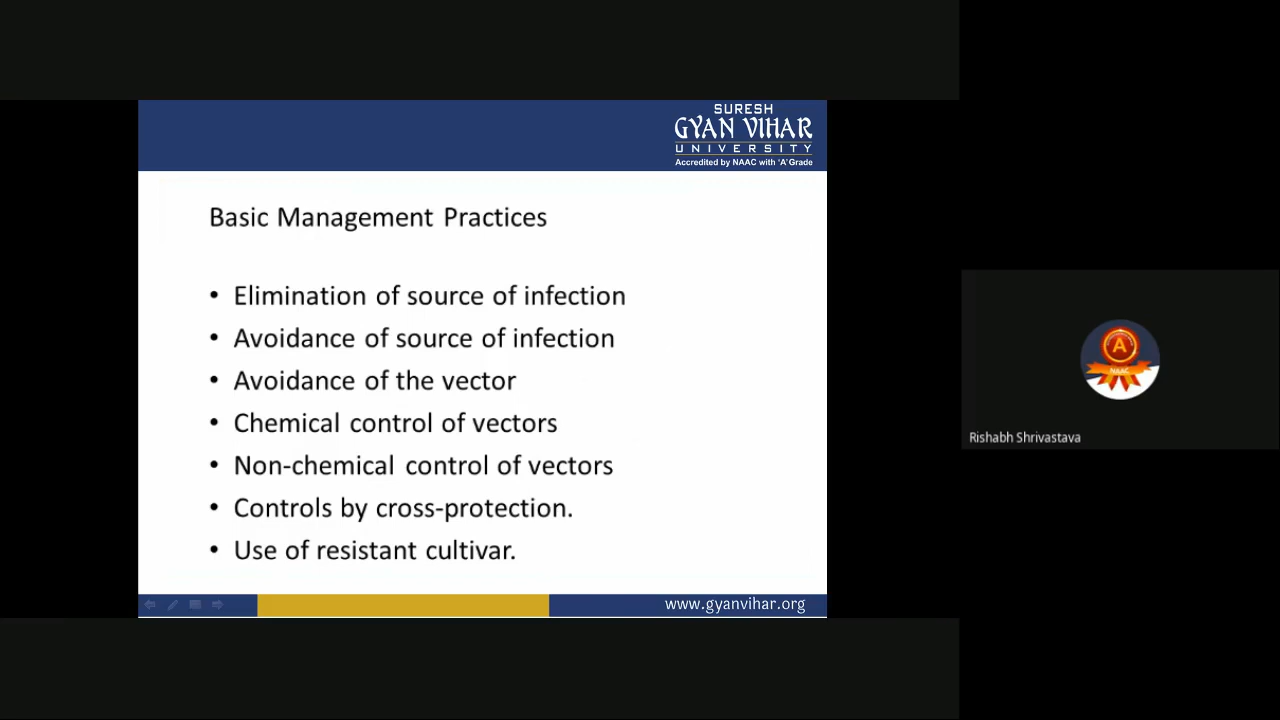 SURESH
GYAN VIHAR
UNIVERSITY
Accredited by NAAC with 'A' Grade
Basic Management Practices
• Elimination of source of infection
• Avoidance of source of infection
• Avoidance of the vector
• Chemical control of vectors
• Non-chemical control of vectors
• Controls by cross-protection.
• Use of resistant cultivar.
www.gyanvihar.org
A
NAAC
Rishabh Shrivastava